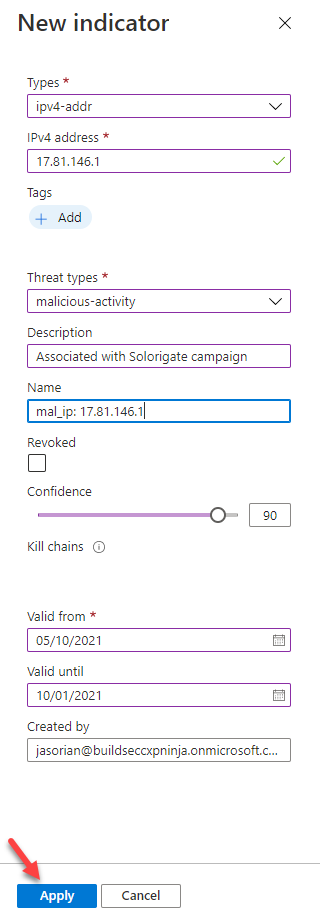 New indicator
Types *
ipv4-addr
IPv4 address *
17.81.146.1
Tags
+ Add
Threat types *
malicious-activity
Description
Associated with Solorigate campaign
Name
mal_ip: 17.81.146.1
Revoked
Confidence
90
Kill chains
Valid from *
05/10/2021
Valid until
10/01/2021
Created by
jasorian@buildseccxpninja.onmicrosoft.c...
Apply Cancel